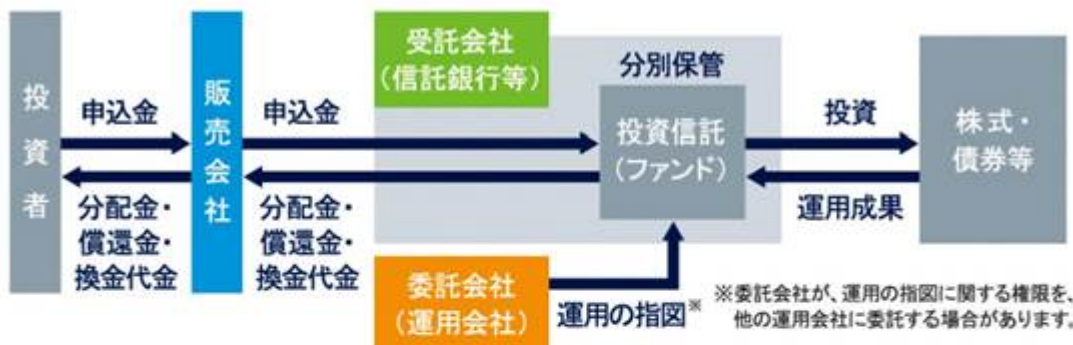 投資者
申込金
分配金・
償還金・
換金代金
販売会社
申込金
分配金・
償還金・
換金代金
受託会社
(信託銀行等)
分別保管
投資信託
(ファンド)
委託会社
(運用会社)
運用の指図※
投資
運用成果
株式・
債券等
※委託会社が、運用の指図に関する権限を、
他の運用会社に委託する場合があります。